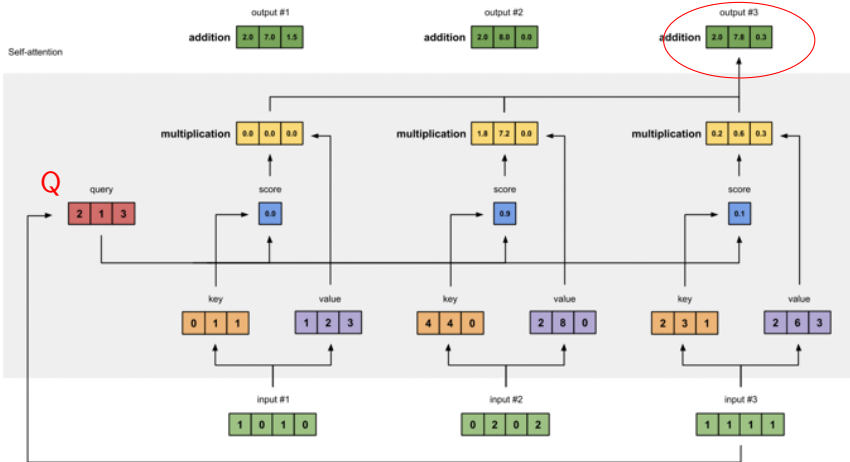 output #1 output #2 output #3
addition 2.0 7.0 1.5 addition 2.0 8.0 0.0 addition 2.0 7.8 0.3
Self-attention
multiplication 0.0 0.0 0.0 multiplication 1.8 7.2 0.0 multiplication 0.2 0.6 0.3
Q query score score score
2 1 3 0.0 0.9 0.1
key value key value key value
0 1 1 1 2 3 4 4 0 2 8 0 2 3 1 2 6 3
input #1 input #2 input #3
1 0 1 0 0 2 0 2 1 1 1 1